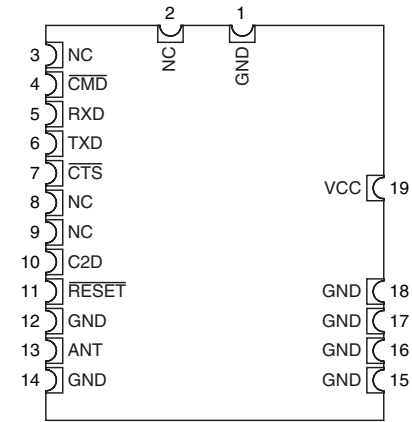 2 1
NC GND
3 NC
4 CMD
5 RXD
6 TXD
7 CTS
VCC 19
8 NC
9 NC
10 C2D
11 RESET
GND 18
12 GND
GND 17
13 ANT
GND 16
14 GND
GND 15